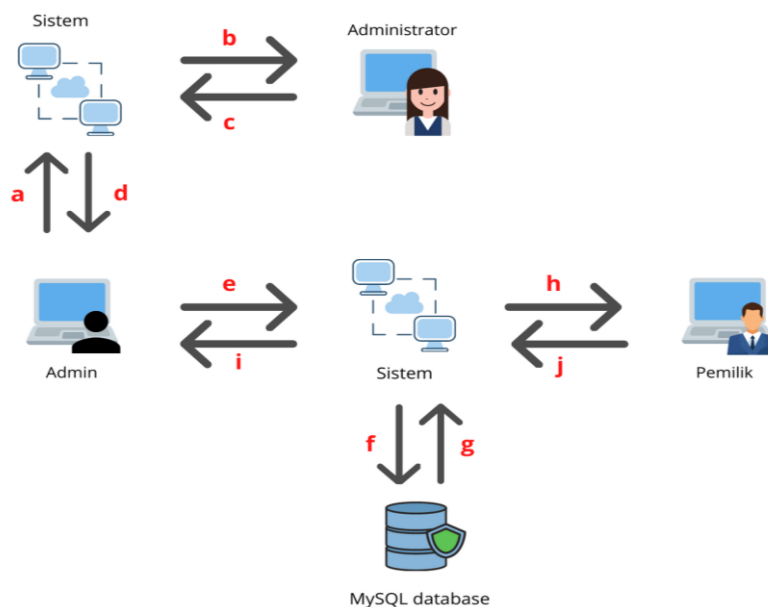 Sistem
b
Administrator
c
a
d
e
h
i
j
Admin
Sistem
Pemilik
f
g
MySQL database